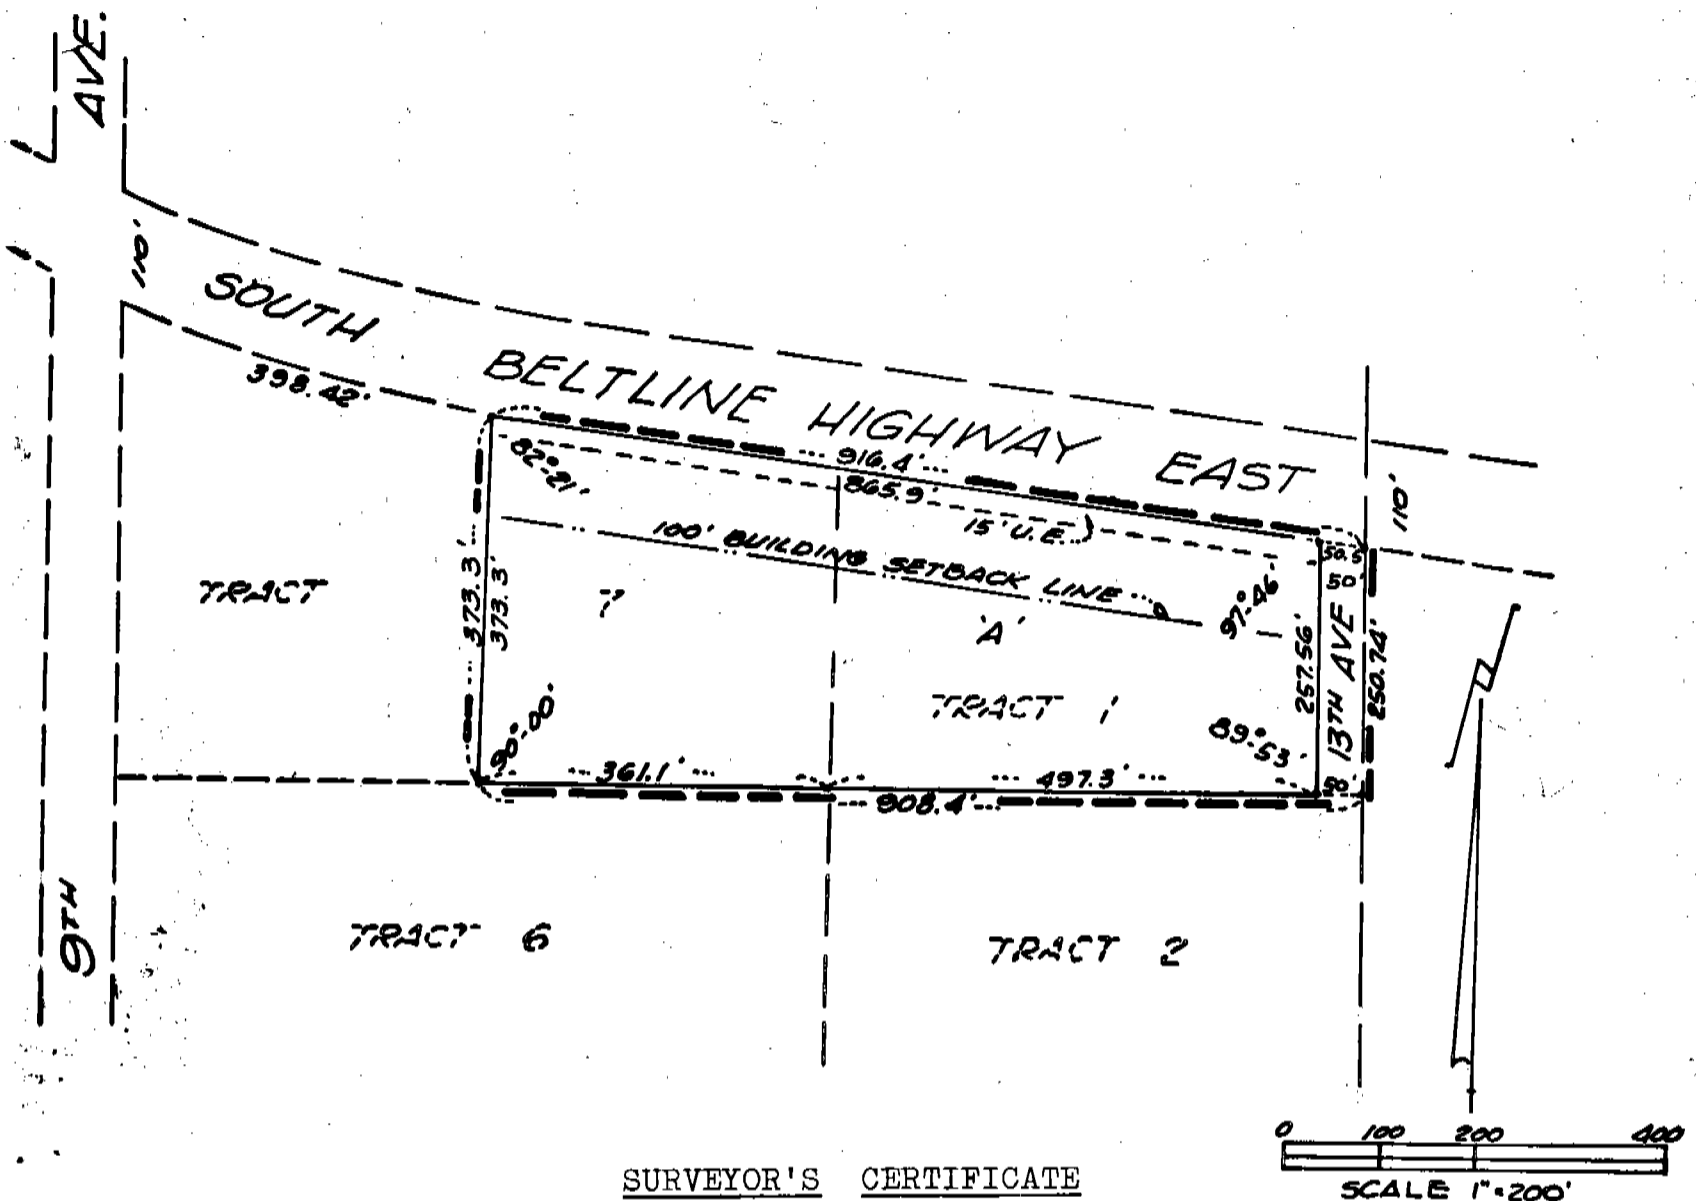 AVE.
110'
SOUTH BELTLINE HIGHWAY EAST
398.42'
82°-21'
916.4'
865.9'
15' U.E.
110'
100' BUILDING SETBACK LINE
50.5
50'
97°-46'
TRACT 7
'A'
373.3'
373.3'
257.56'
13TH AVE
250.74'
TRACT 1
90°-00'
89°-53'
361.1'
497.3'
50'
908.4'
9TH
TRACT 6
TRACT 2
0 100 200 400
SCALE 1"=200'
SURVEYOR'S CERTIFICATE